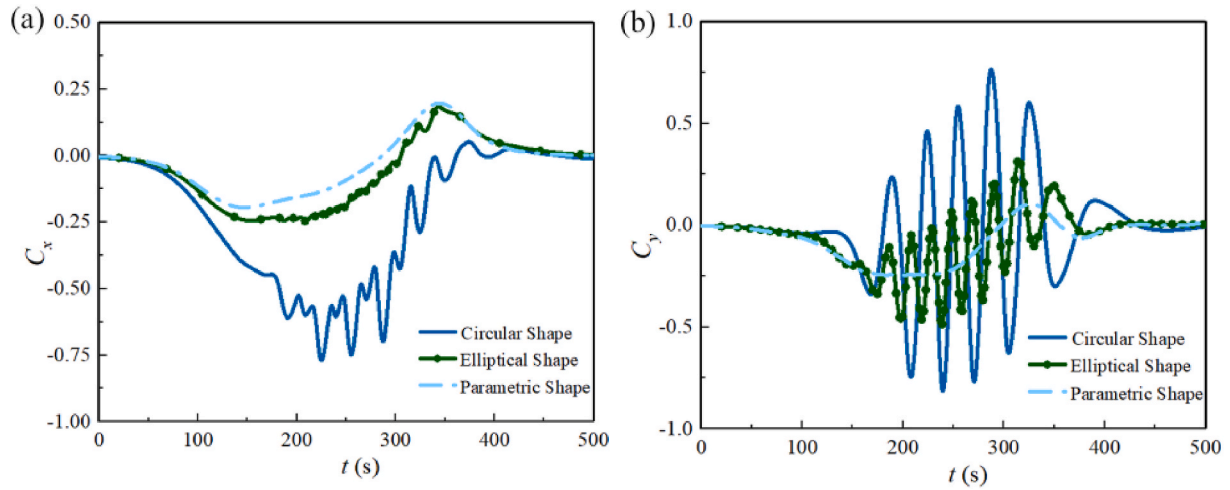 (a)
0.50
0.25
0.00
-0.25
-0.50
-0.75
-1.00
Cx
Circular Shape
Elliptical Shape
Parametric Shape
0 100 200 300 400 500
t (s)
(b)
1.0
0.5
0.0
-0.5
-1.0
Cy
Circular Shape
Elliptical Shape
Parametric Shape
0 100 200 300 400 500
t (s)